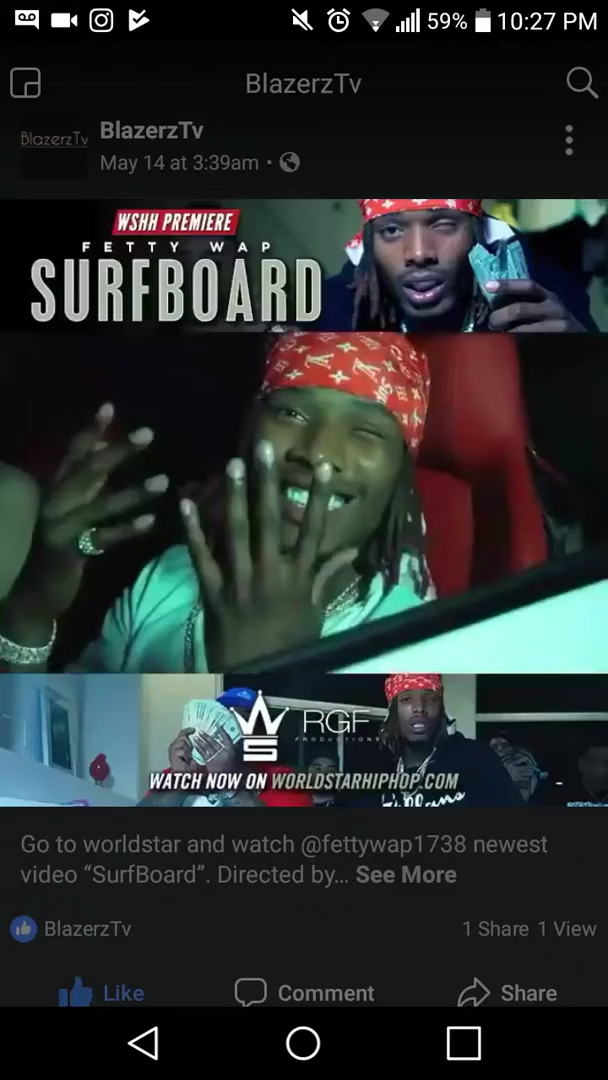 59% 10:27 PM
BlazerzTv
BlazerzTv
BlazerzTv
May 14 at 3:39am •
WSHH PREMIERE
FETTY WAP
SURFBOARD
RGF
PRODUCTIONS
WATCH NOW ON WORLDSTARHIPHOP.COM
Go to worldstar and watch @fettywap1738 newest
video “SurfBoard”. Directed by... See More
BlazerzTv 1 Share 1 View
Like Comment Share